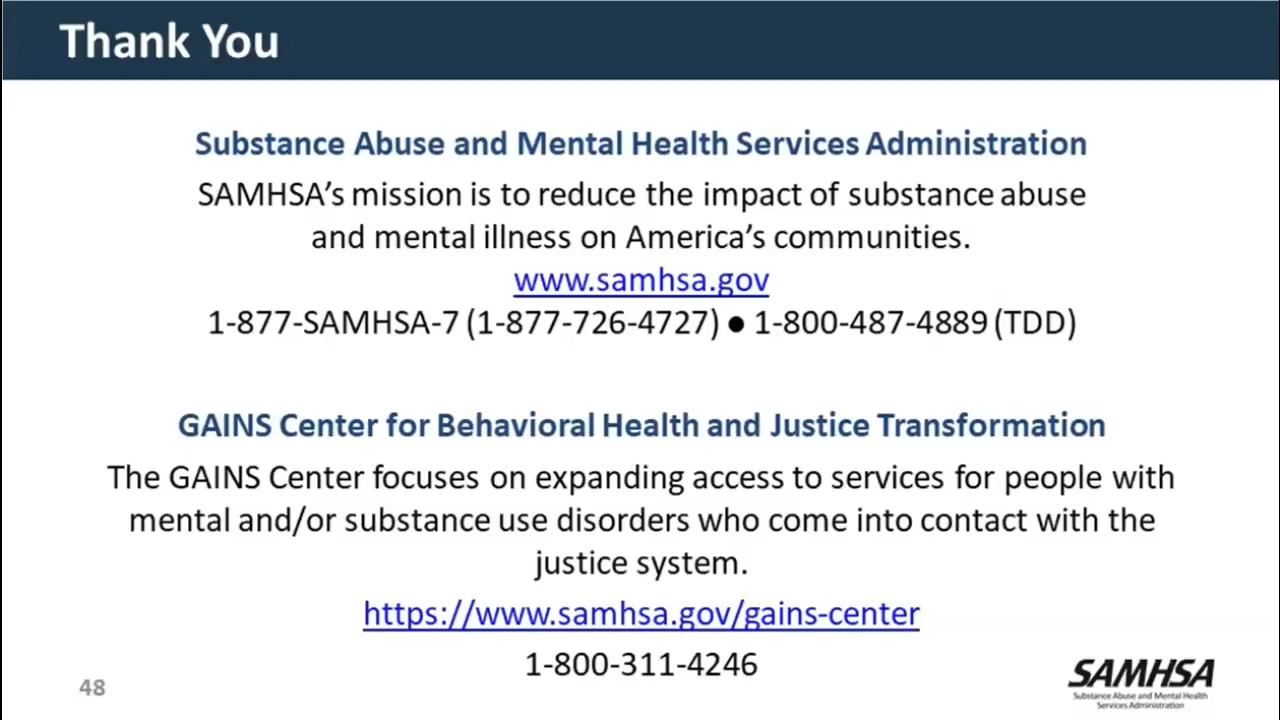 Thank You
Substance Abuse and Mental Health Services Administration
SAMHSA's mission is to reduce the impact of substance abuse
and mental illness on America's communities.
www.samhsa.gov
1-877-SAMHSA-7 (1-877-726-4727) ● 1-800-487-4889 (TDD)
GAINS Center for Behavioral Health and Justice Transformation
The GAINS Center focuses on expanding access to services for people with
mental and/or substance use disorders who come into contact with the
justice system.
https://www.samhsa.gov/gains-center
1-800-311-4246
48
SAMHSA
Substance Abuse and Mental Health
Services Administration